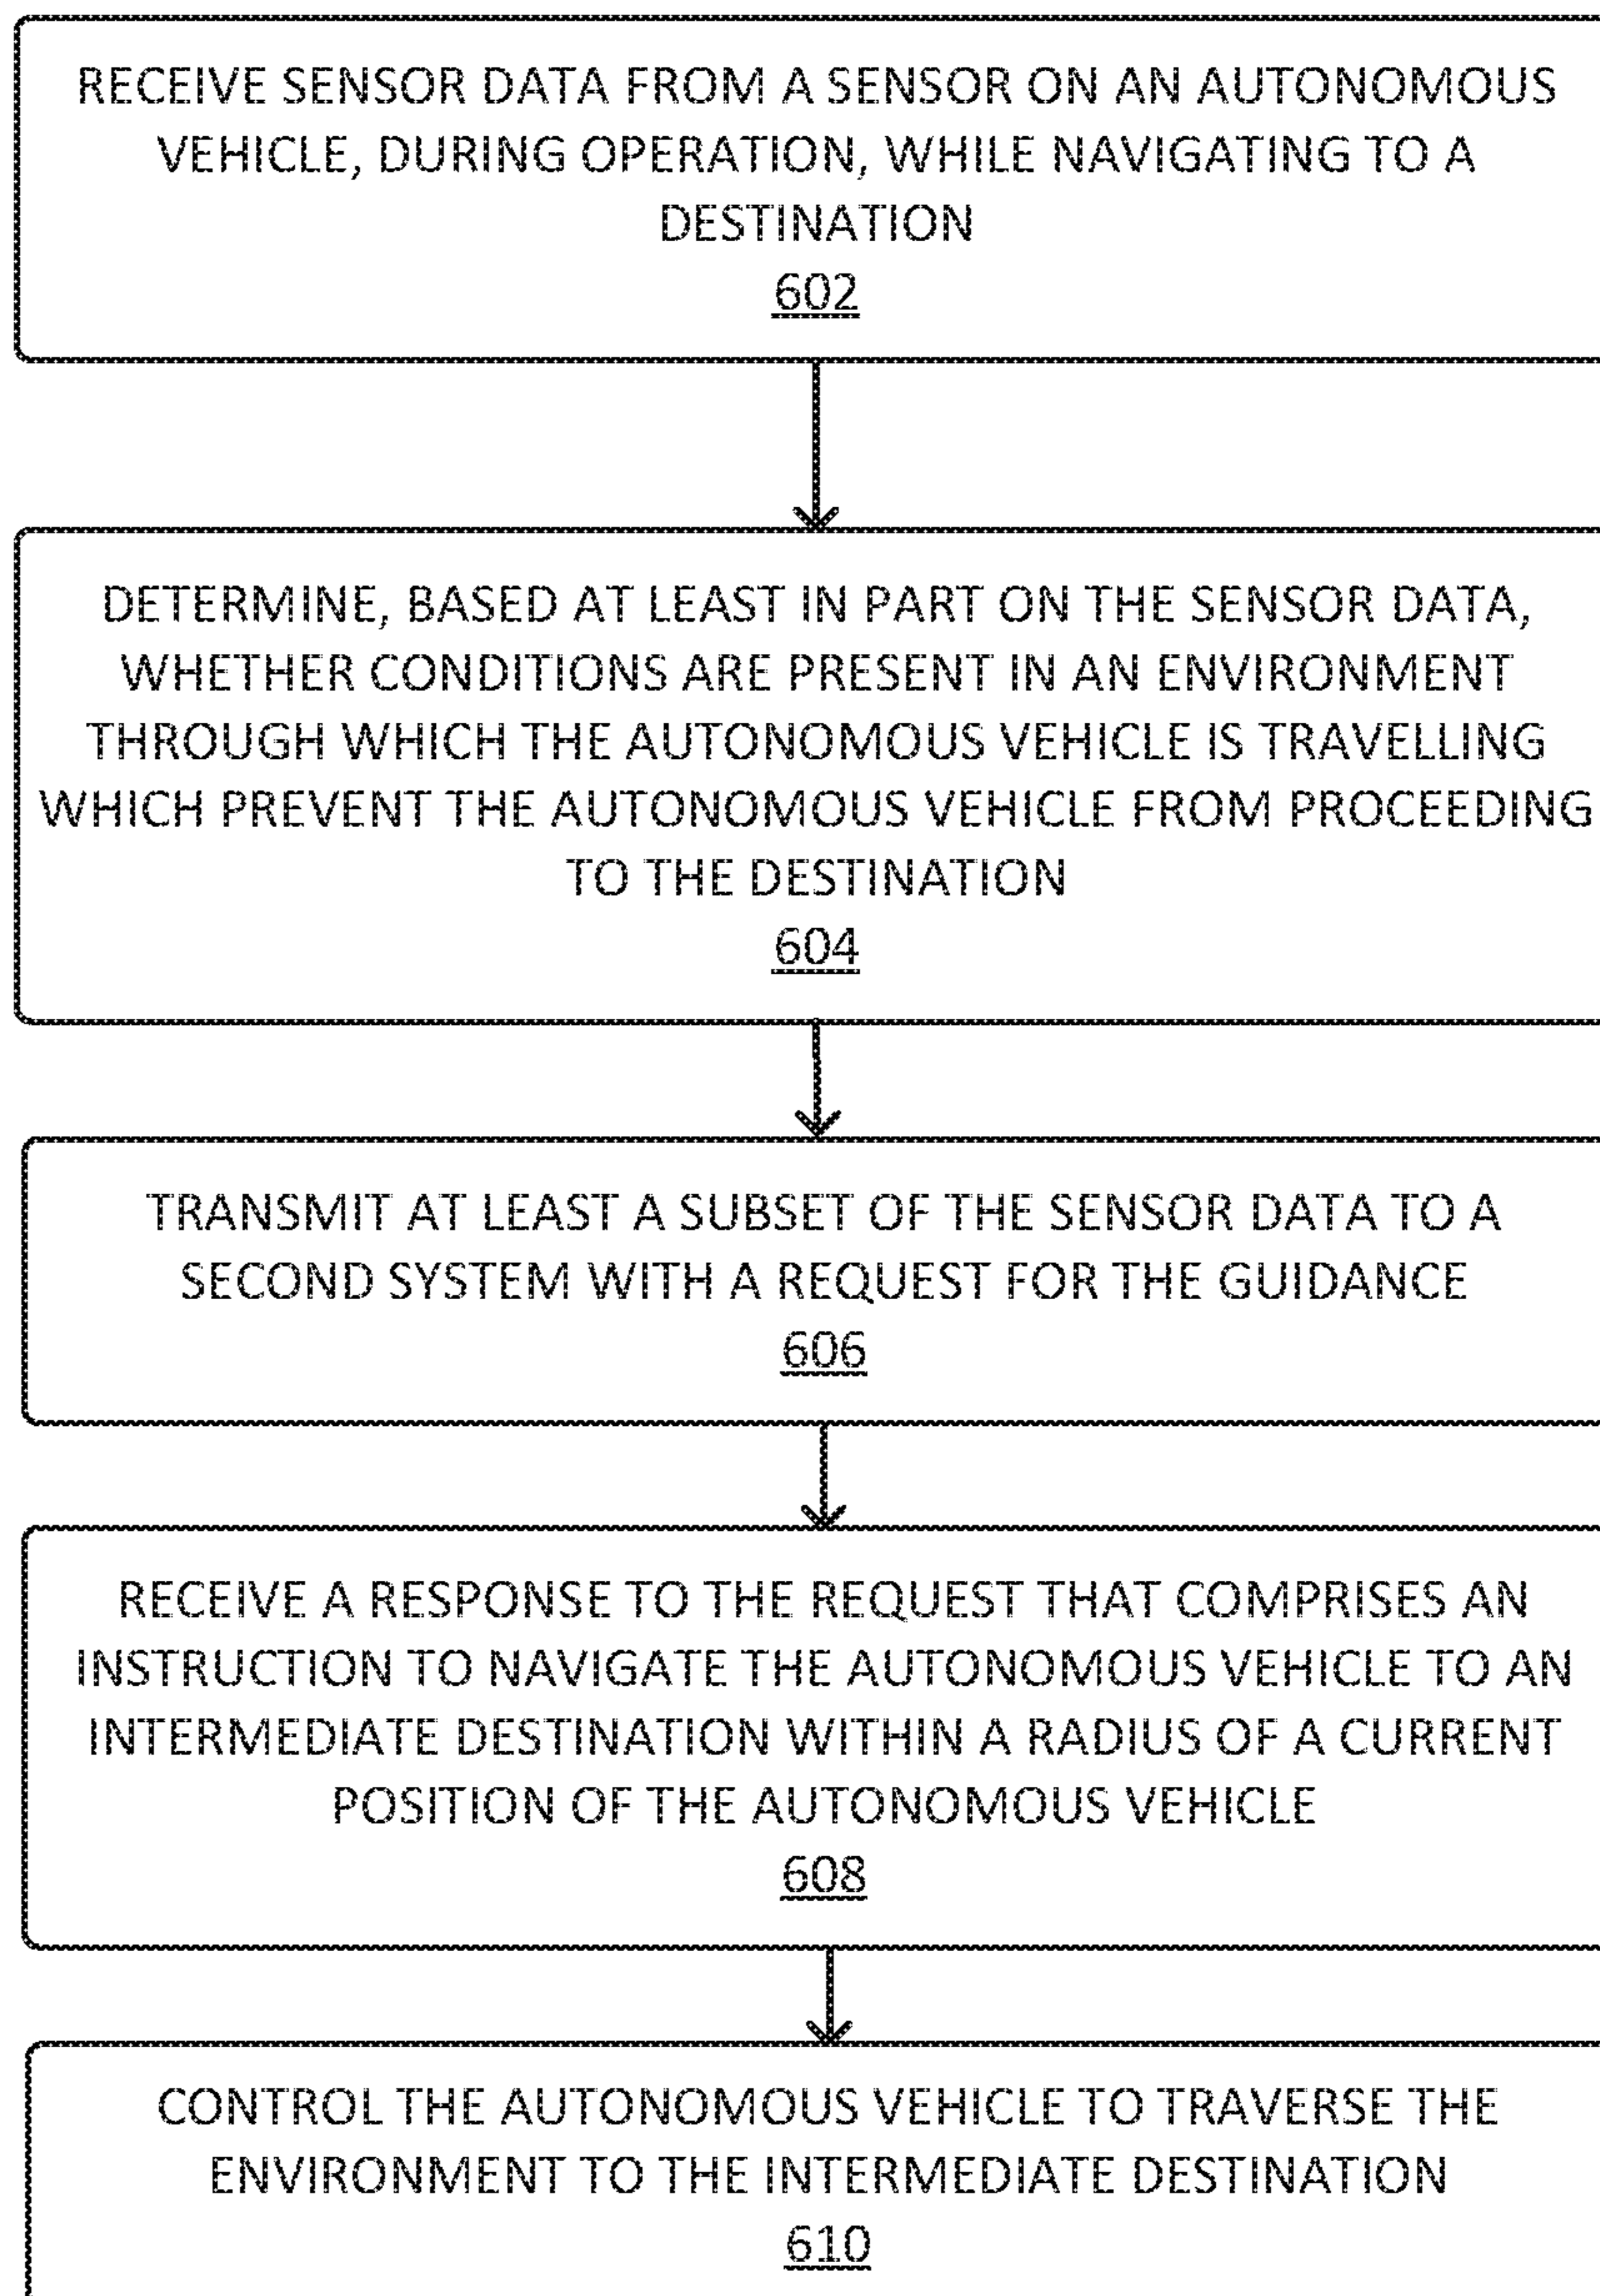 RECEIVE SENSOR DATA FROM A SENSOR ON AN AUTONOMOUS
VEHICLE, DURING OPERATION, WHILE NAVIGATING TO A
DESTINATION
602
DETERMINE, BASED AT LEAST IN PART ON THE SENSOR DATA,
WHETHER CONDITIONS ARE PRESENT IN AN ENVIRONMENT
THROUGH WHICH THE AUTONOMOUS VEHICLE IS TRAVELLING
WHICH PREVENT THE AUTONOMOUS VEHICLE FROM PROCEEDING
TO THE DESTINATION
604
TRANSMIT AT LEAST A SUBSET OF THE SENSOR DATA TO A
SECOND SYSTEM WITH A REQUEST FOR THE GUIDANCE
606
RECEIVE A RESPONSE TO THE REQUEST THAT COMPRISES AN
INSTRUCTION TO NAVIGATE THE AUTONOMOUS VEHICLE TO AN
INTERMEDIATE DESTINATION WITHIN A RADIUS OF A CURRENT
POSITION OF THE AUTONOMOUS VEHICLE
608
CONTROL THE AUTONOMOUS VEHICLE TO TRAVERSE THE
ENVIRONMENT TO THE INTERMEDIATE DESTINATION
610